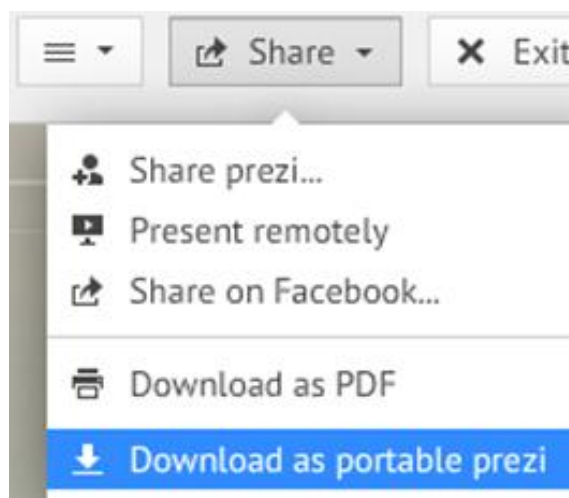 Share Exit
Share prezi...
Present remotely
Share on Facebook...
Download as PDF
Download as portable prezi